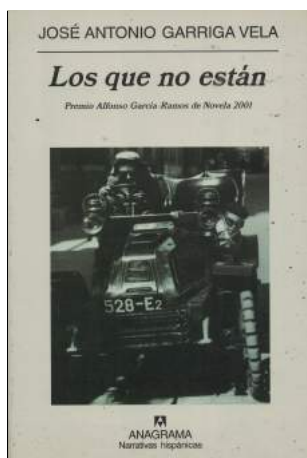 JOSÉ ANTONIO GARRIGA VELA
Los que no están
Premio Alfonso García-Ramos de Novela 2001
528-E2
ANAGRAMA
Narrativas hispánicas